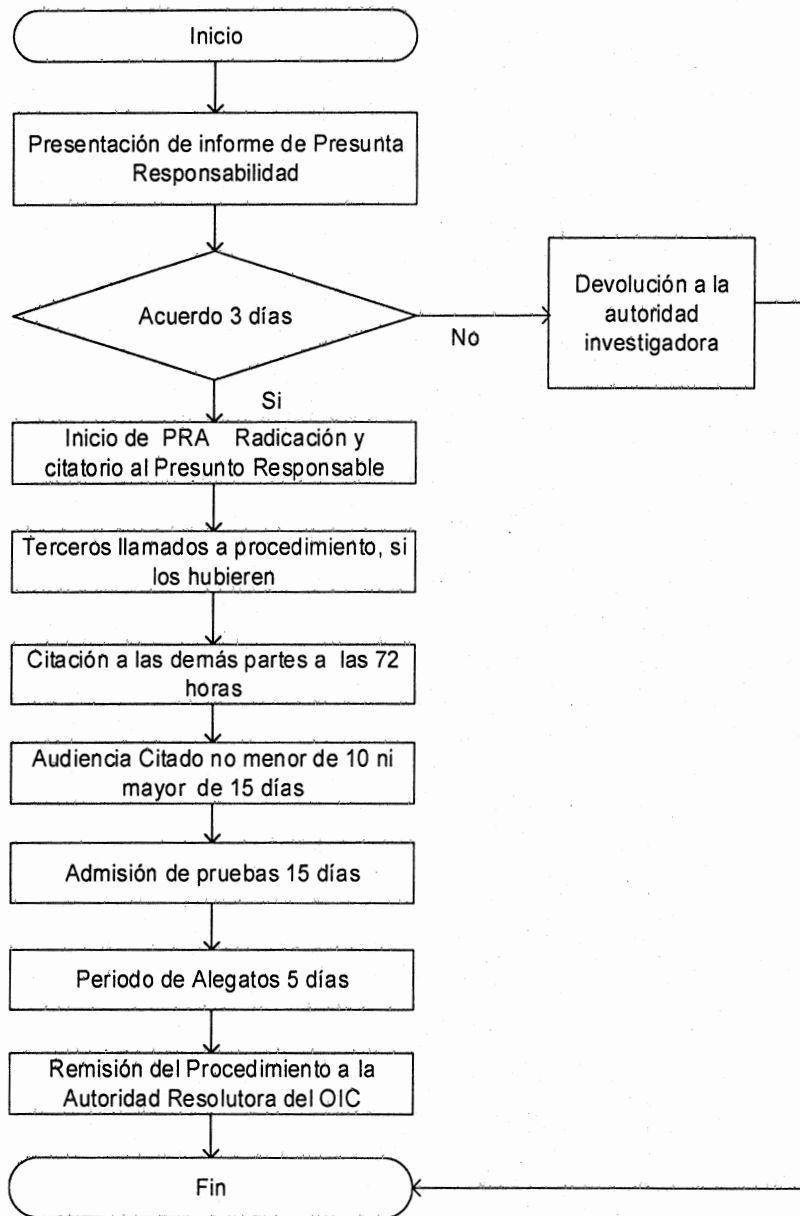 Inicio
Presentación de informe de Presunta
Responsabilidad
Acuerdo 3 días
No
Devolución a la
autoridad
investigadora
Si
Inicio de PRA Radicación y
citatorio al Presunto Responsable
Terceros llamados a procedimiento, si
los hubieren
Citación a las demás partes a las 72
horas
Audiencia Citado no menor de 10 ni
mayor de 15 días
Admisión de pruebas 15 días
Periodo de Alegatos 5 días
Remisión del Procedimiento a la
Autoridad Resolutora del OIC
Fin